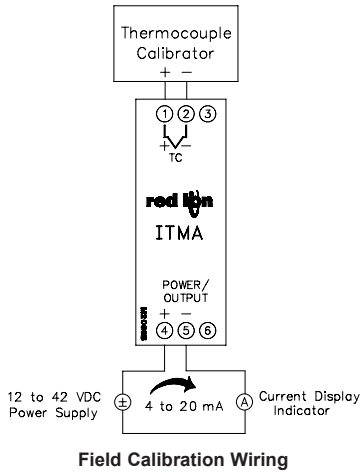 Thermocouple
Calibrator
+ −
1 2 3
+ −
TC
red lion
ITMA
POWER/
OUTPUT
+ −
4 5 6
12 to 42 VDC
Power Supply
±
4 to 20 mA
A
Current Display
Indicator
Field Calibration Wiring